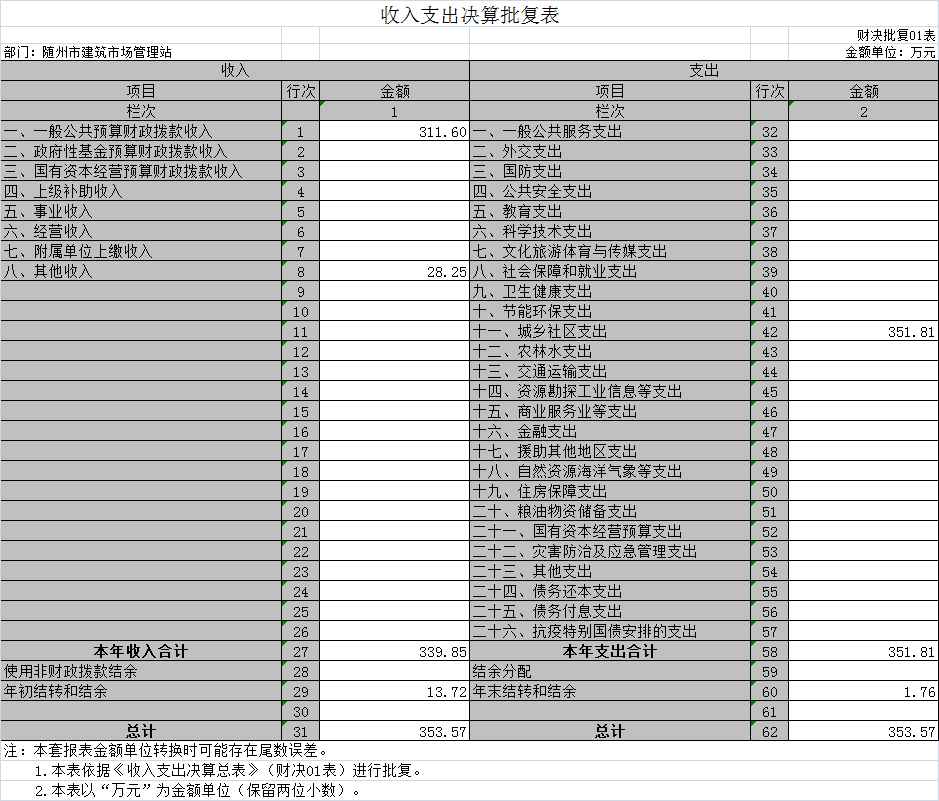 收入支出决算批复表
财决批复01表
部门：随州市建筑市场管理站 金额单位：万元
收入 支出
项目 行次 金额 项目 行次 金额
栏次 1 栏次 2
一、一般公共预算财政拨款收入 1 311.60 一、一般公共服务支出 32
二、政府性基金预算财政拨款收入 2 二、外交支出 33
三、国有资本经营预算财政拨款收入 3 三、国防支出 34
四、上级补助收入 4 四、公共安全支出 35
五、事业收入 5 五、教育支出 36
六、经营收入 6 六、科学技术支出 37
七、附属单位上缴收入 7 七、文化旅游体育与传媒支出 38
八、其他收入 8 28.25 八、社会保障和就业支出 39
9 九、卫生健康支出 40
10 十、节能环保支出 41
11 十一、城乡社区支出 42 351.81
12 十二、农林水支出 43
13 十三、交通运输支出 44
14 十四、资源勘探工业信息等支出 45
15 十五、商业服务业等支出 46
16 十六、金融支出 47
17 十七、援助其他地区支出 48
18 十八、自然资源海洋气象等支出 49
19 十九、住房保障支出 50
20 二十、粮油物资储备支出 51
21 二十一、国有资本经营预算支出 52
22 二十二、灾害防治及应急管理支出 53
23 二十三、其他支出 54
24 二十四、债务还本支出 55
25 二十五、债务付息支出 56
26 二十六、抗疫特别国债安排的支出 57
本年收入合计 27 339.85 本年支出合计 58 351.81
使用非财政拨款结余 28 结余分配 59
年初结转和结余 29 13.72 年末结转和结余 60 1.76
30 61
总计 31 353.57 总计 62 353.57
注：本套报表金额单位转换时可能存在尾数误差。
1.本表依据《收入支出决算总表》（财决01表）进行批复。
2.本表以“万元”为金额单位（保留两位小数）。